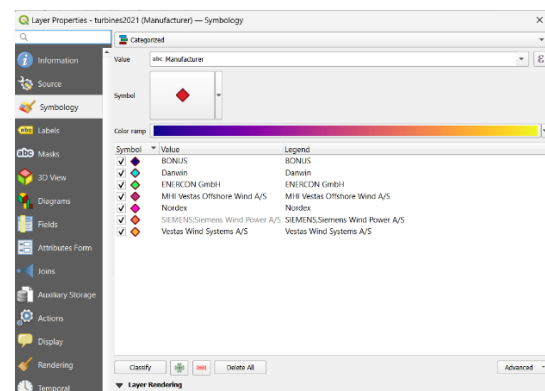 Layer Properties - turbines2021 (Manufacturer) — Symbology
Categorized
Information
Value abc Manufacturer ε
Source
Symbology
Symbol
abc Labels
Color ramp
abc Masks
Symbol Value Legend
BONUS BONUS
3D View
Danwin Danwin
ENERCON GmbH ENERCON GmbH
Diagrams
MHI Vestas Offshore Wind A/S MHI Vestas Offshore Wind A/S
Nordex Nordex
Fields
SIEMENS;Siemens Wind Power A/S SIEMENS;Siemens Wind Power A/S
Vestas Wind Systems A/S Vestas Wind Systems A/S
Attributes Form
Joins
Auxiliary Storage
Actions
Display
Rendering
Classify Delete All Advanced
Layer Rendering
Temporal